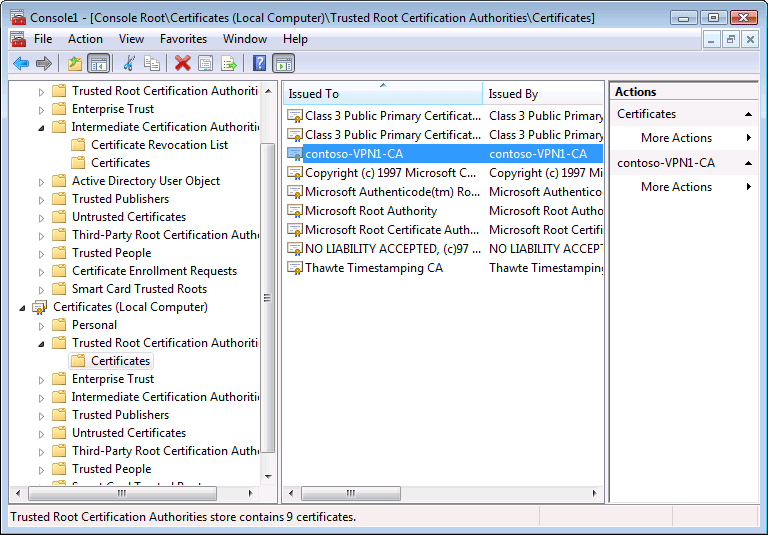 Console1 - [Console Root\Certificates (Local Computer)\Trusted Root Certification Authorities\Certificates]
File Action View Favorites Window Help
Trusted Root Certification Authoriti
Enterprise Trust
Intermediate Certification Authoriti
Certificate Revocation List
Certificates
Active Directory User Object
Trusted Publishers
Untrusted Certificates
Third-Party Root Certification Autho
Trusted People
Certificate Enrollment Requests
Smart Card Trusted Roots
Certificates (Local Computer)
Personal
Trusted Root Certification Authoriti
Certificates
Enterprise Trust
Intermediate Certification Authoriti
Trusted Publishers
Untrusted Certificates
Third-Party Root Certification Autho
Trusted People
Issued To Issued By
Class 3 Public Primary Certificat... Class 3 Public Primary
Class 3 Public Primary Certificat... Class 3 Public Primary
contoso-VPN1-CA contoso-VPN1-CA
Copyright (c) 1997 Microsoft C... Copyright (c) 1997 Mi
Microsoft Authenticode(tm) Ro... Microsoft Authentico
Microsoft Root Authority Microsoft Root Autho
Microsoft Root Certificate Auth... Microsoft Root Certifi
NO LIABILITY ACCEPTED, (c)97 ... NO LIABILITY ACCEPT
Thawte Timestamping CA Thawte Timestamping
Actions
Certificates
More Actions
contoso-VPN1-CA
More Actions
Trusted Root Certification Authorities store contains 9 certificates.